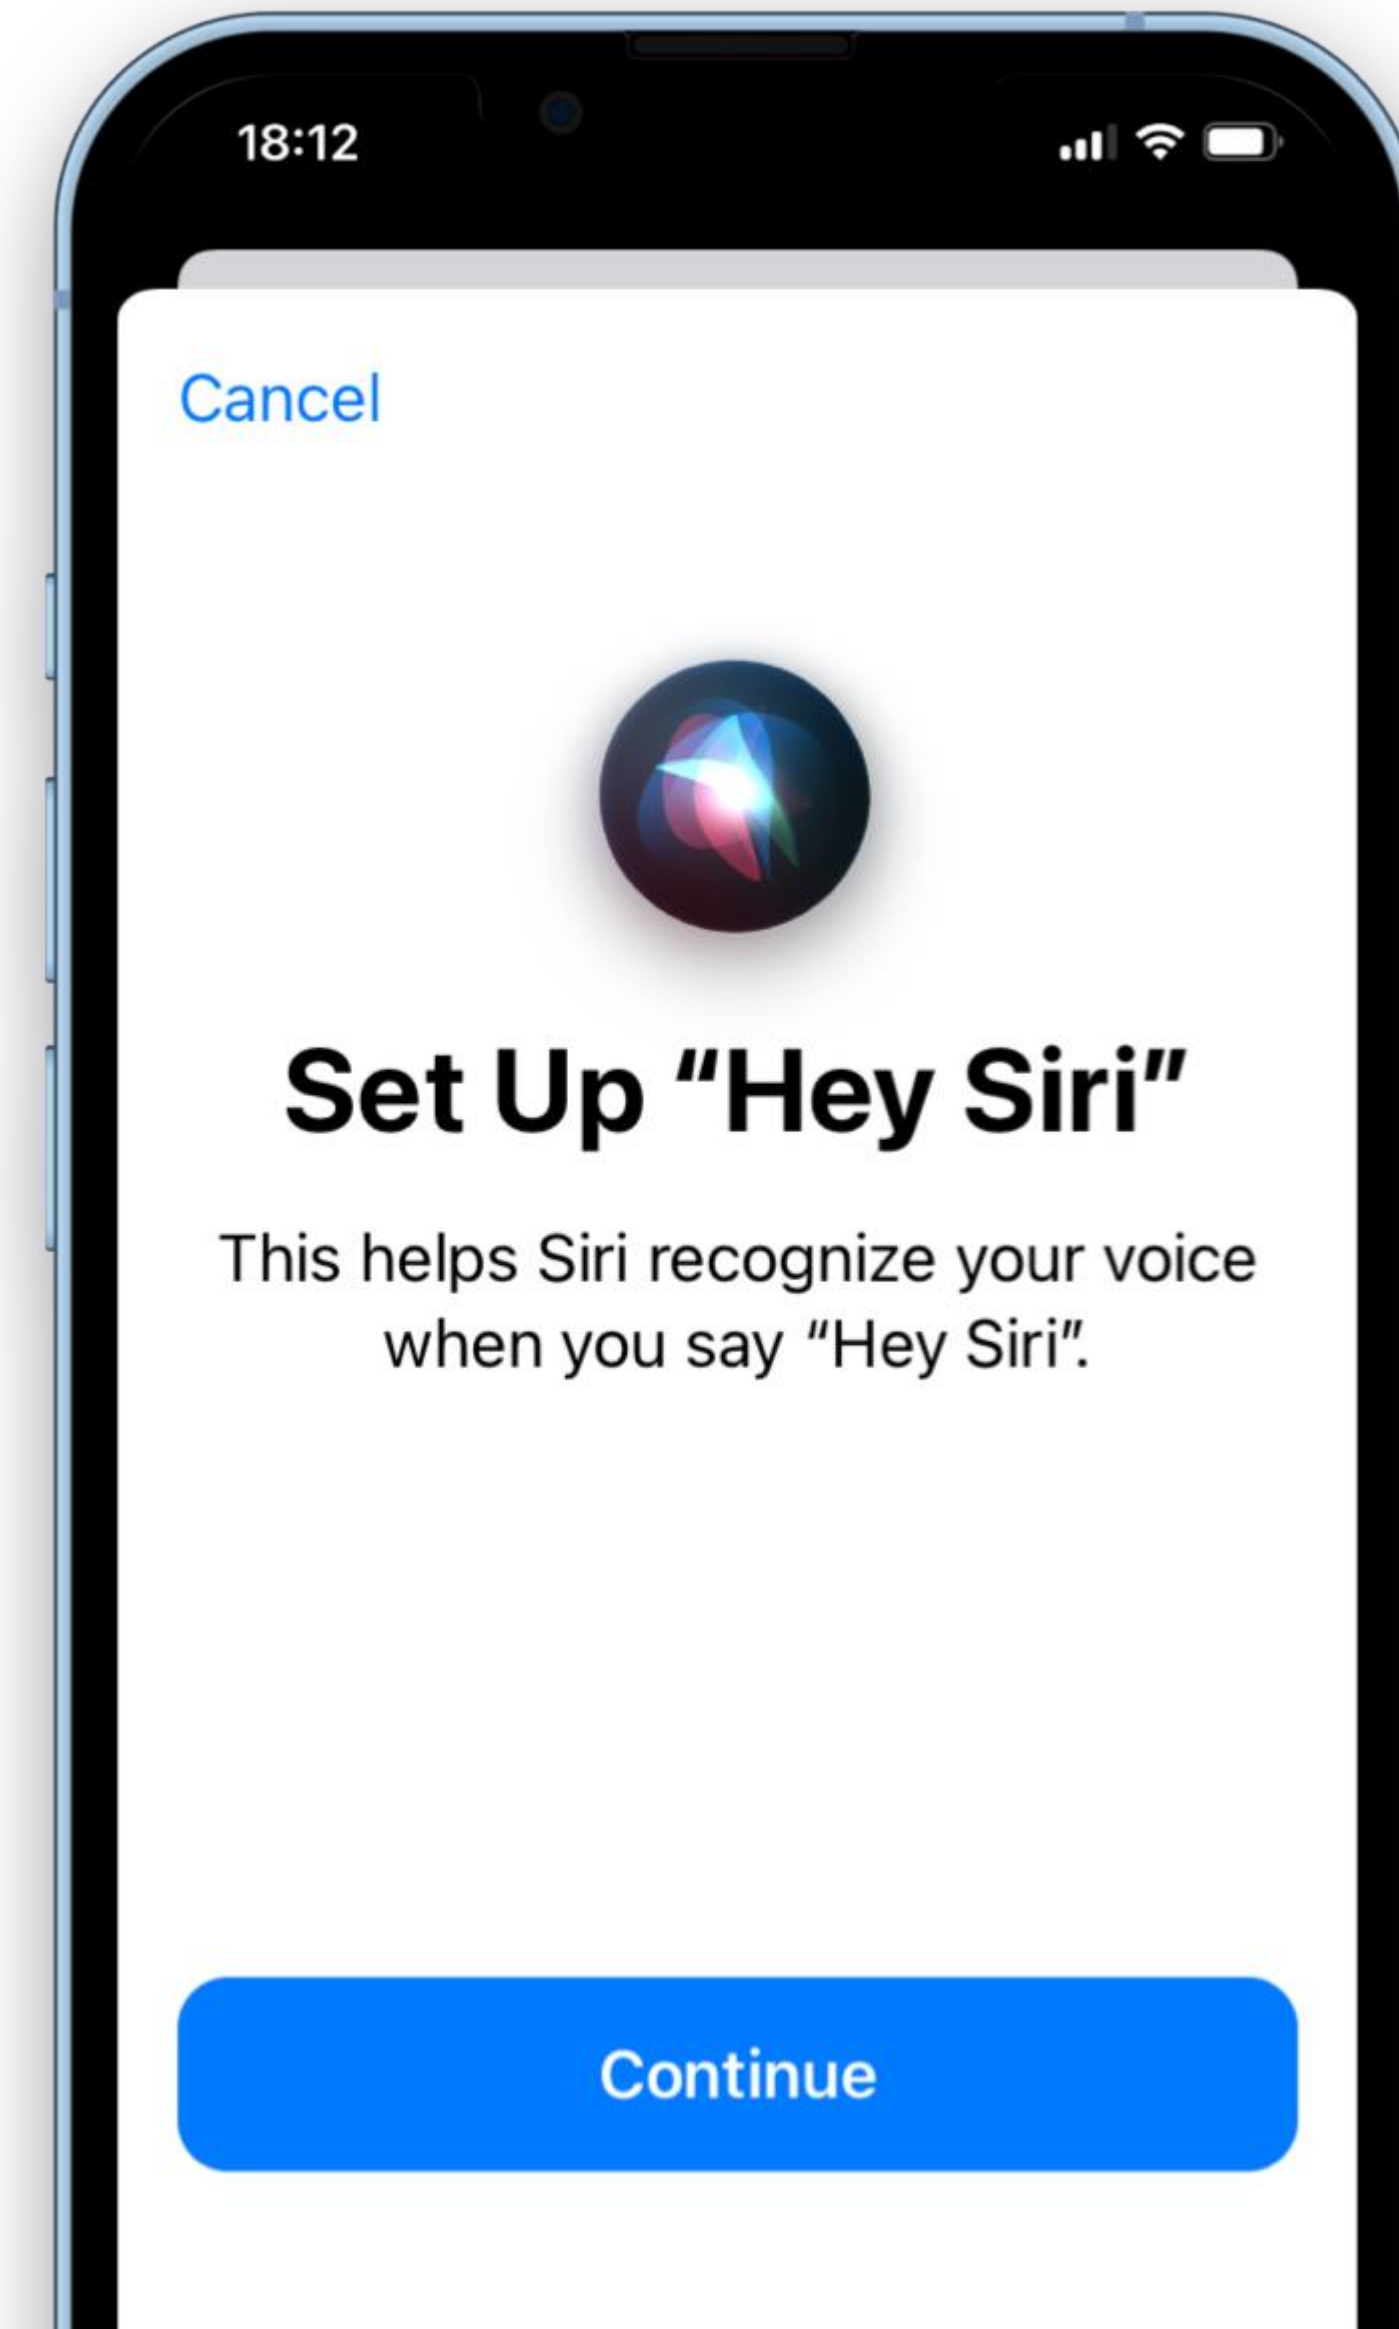 18:12
Cancel
Set Up “Hey Siri”
This helps Siri recognize your voice
when you say “Hey Siri”.
Continue